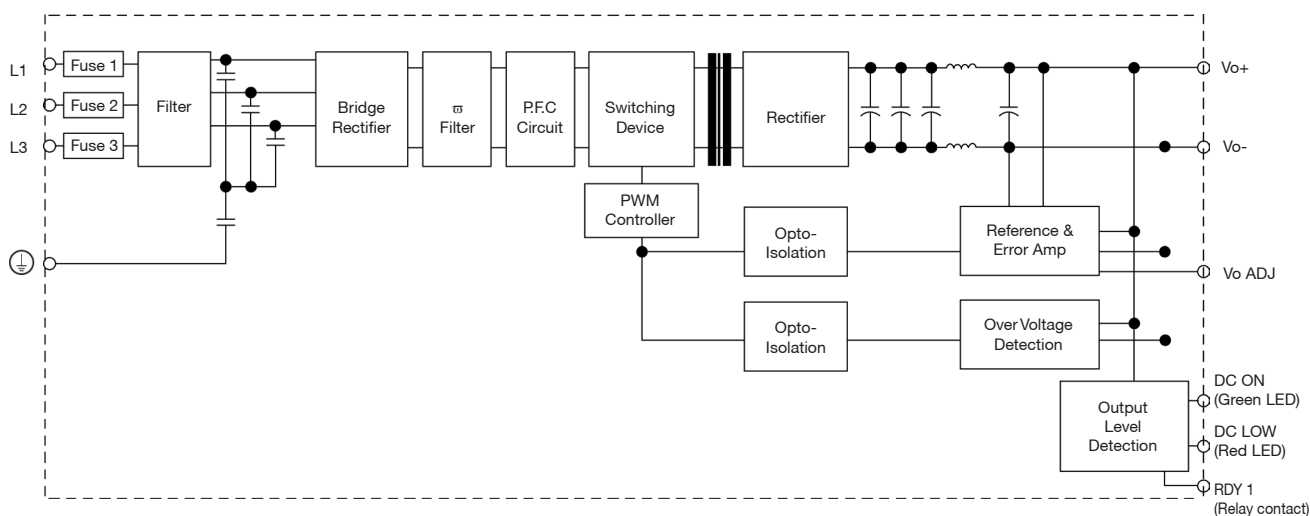 L1
Fuse 1
L2
Fuse 2
L3
Fuse 3
Filter
Bridge
Rectifier
ϖ
Filter
P.F.C
Circuit
Switching
Device
Rectifier
Vo+
Vo-
PWM
Controller
Opto-
Isolation
Reference &
Error Amp
Vo ADJ
Opto-
Isolation
Over Voltage
Detection
Output
Level
Detection
DC ON
(Green LED)
DC LOW
(Red LED)
RDY 1
(Relay contact)